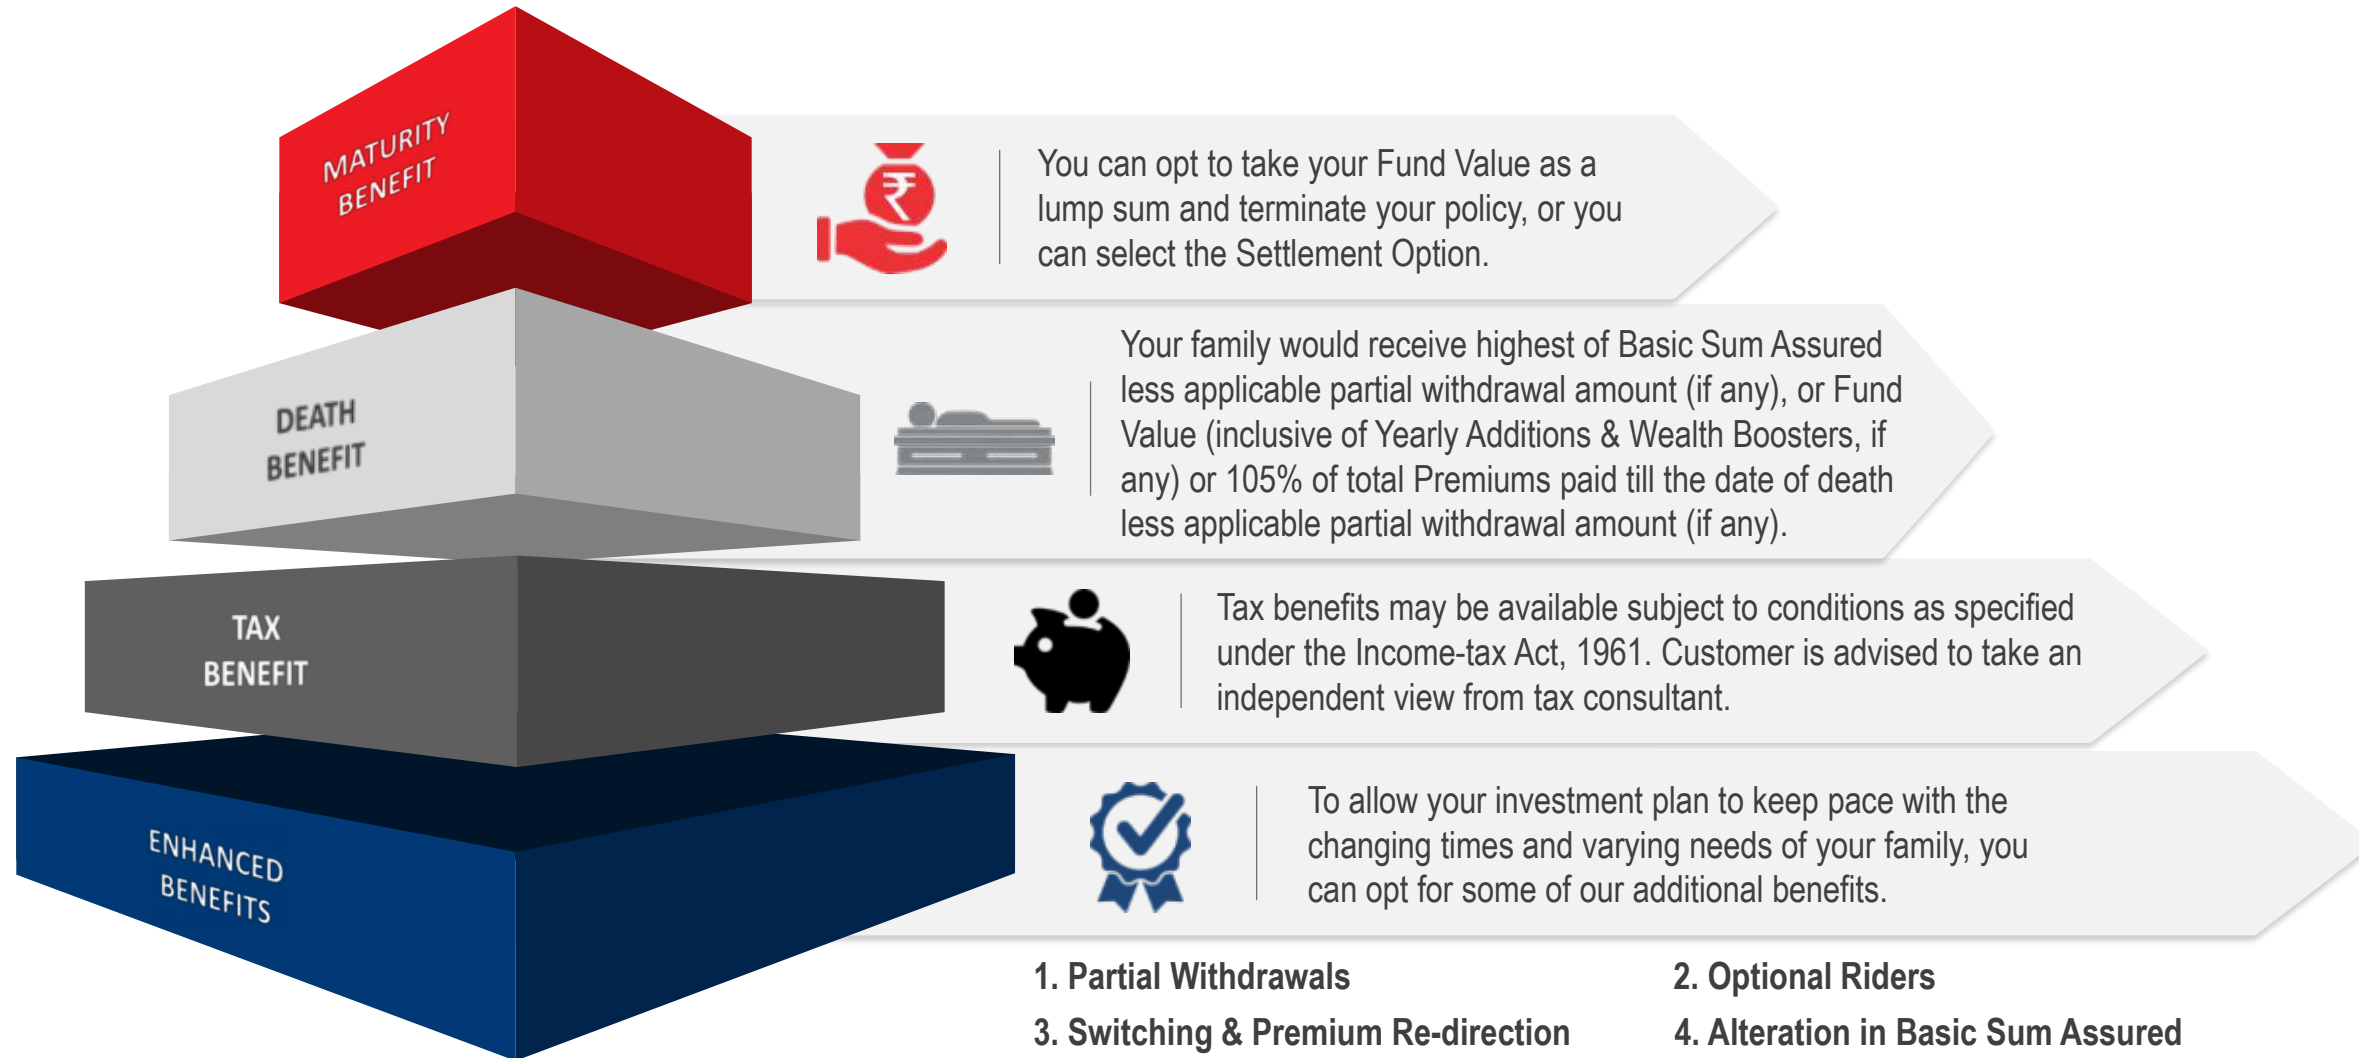 MATURITY
BENEFIT
You can opt to take your Fund Value as a
lump sum and terminate your policy, or you
can select the Settlement Option.
DEATH
BENEFIT
Your family would receive highest of Basic Sum Assured
less applicable partial withdrawal amount (if any), or Fund
Value (inclusive of Yearly Additions & Wealth Boosters, if
any) or 105% of total Premiums paid till the date of death
less applicable partial withdrawal amount (if any).
TAX
BENEFIT
Tax benefits may be available subject to conditions as specified
under the Income-tax Act, 1961. Customer is advised to take an
independent view from tax consultant.
ENHANCED
BENEFITS
To allow your investment plan to keep pace with the
changing times and varying needs of your family, you
can opt for some of our additional benefits.
1. Partial Withdrawals
2. Optional Riders
3. Switching & Premium Re-direction
4. Alteration in Basic Sum Assured
₹